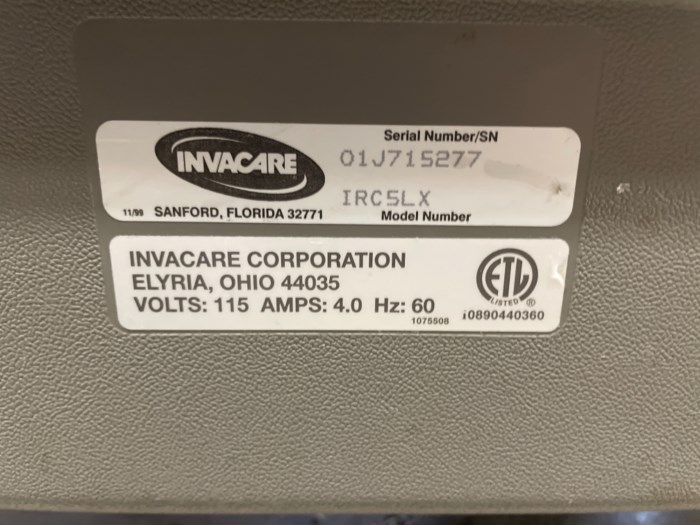 INVACARE
Serial Number/SN
01J715277
IRC5LX
11/99 SANFORD, FLORIDA 32771
Model Number
INVACARE CORPORATION
ELYRIA, OHIO 44035
VOLTS: 115 AMPS: 4.0 Hz: 60
1075508
ETL
LISTED ®
i0890440360